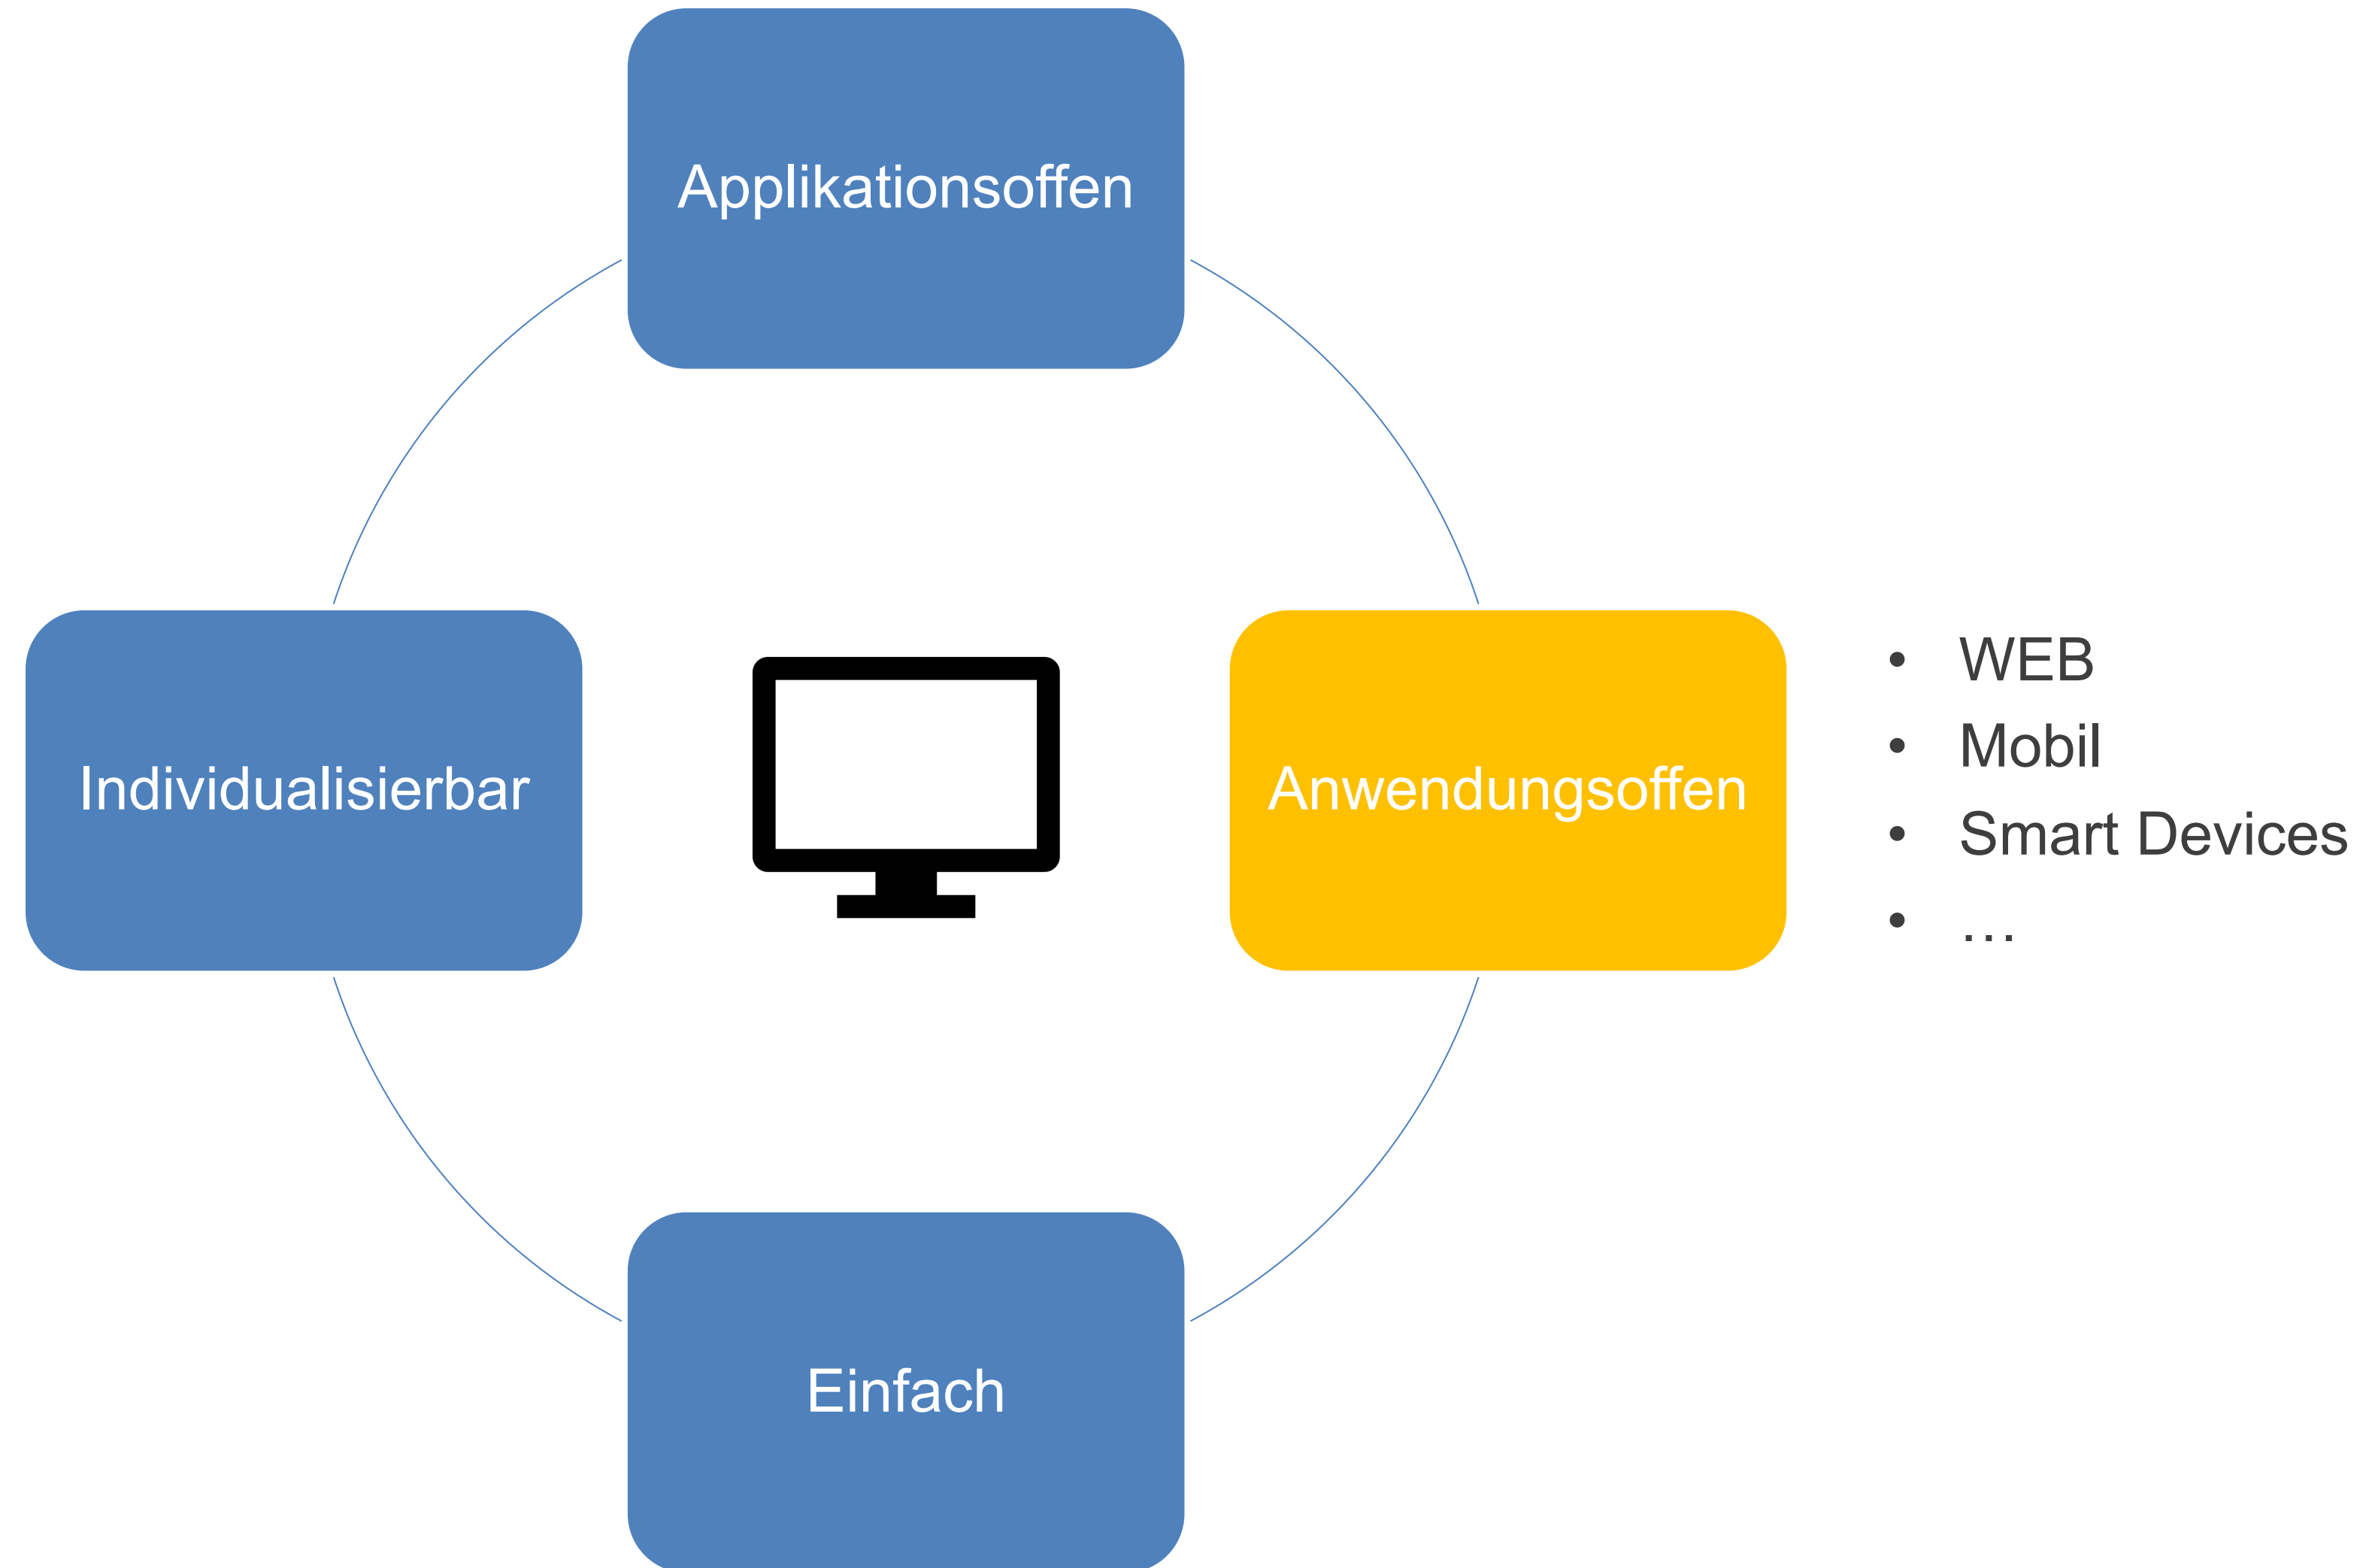 Applikationsoffen
Individualisierbar
Anwendungsoffen
• WEB
• Mobil
• Smart Devices
• …
Einfach